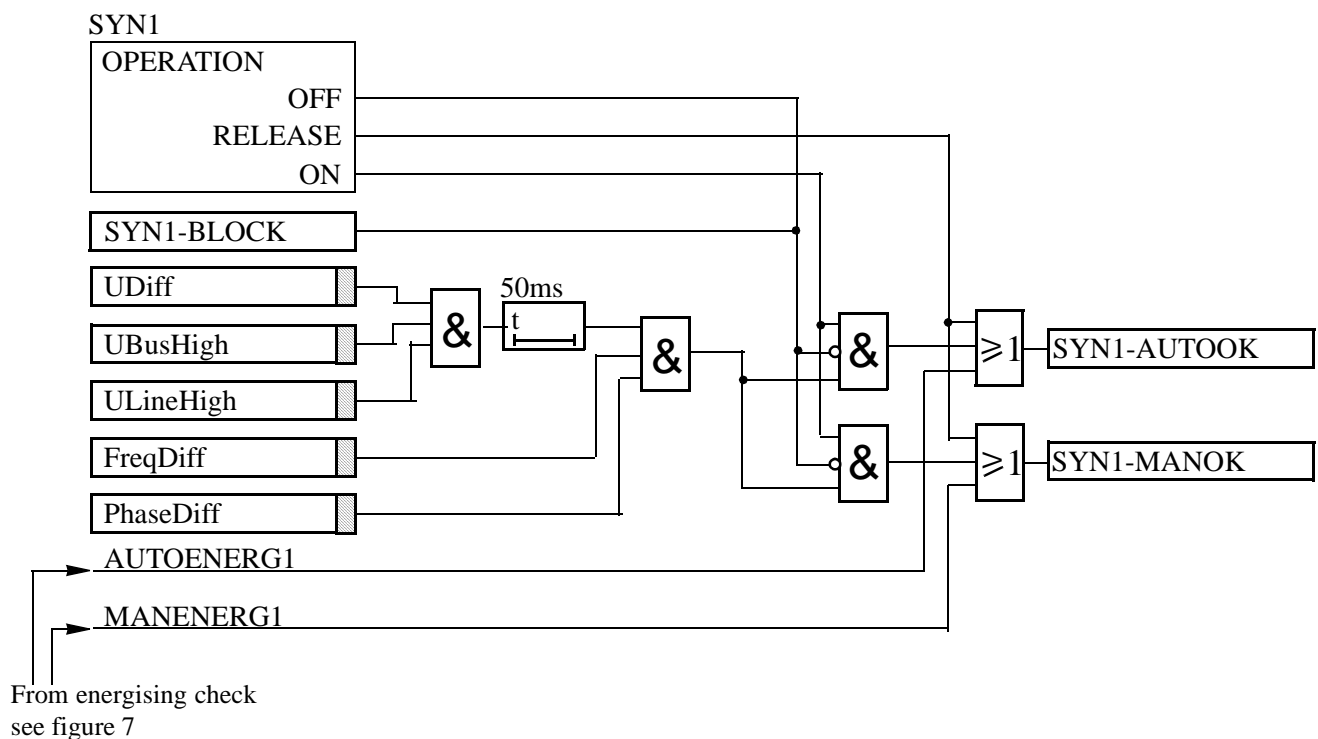 SYN1
OPERATION
OFF
RELEASE
ON
SYN1-BLOCK
UDiff
UBusHigh
ULineHigh
FreqDiff
PhaseDiff
AUTOENERG1
MANENERG1
From energising check
see figure 7
&
50ms
t
&
&
&
≥1
≥1
SYN1-AUTOOK
SYN1-MANOK